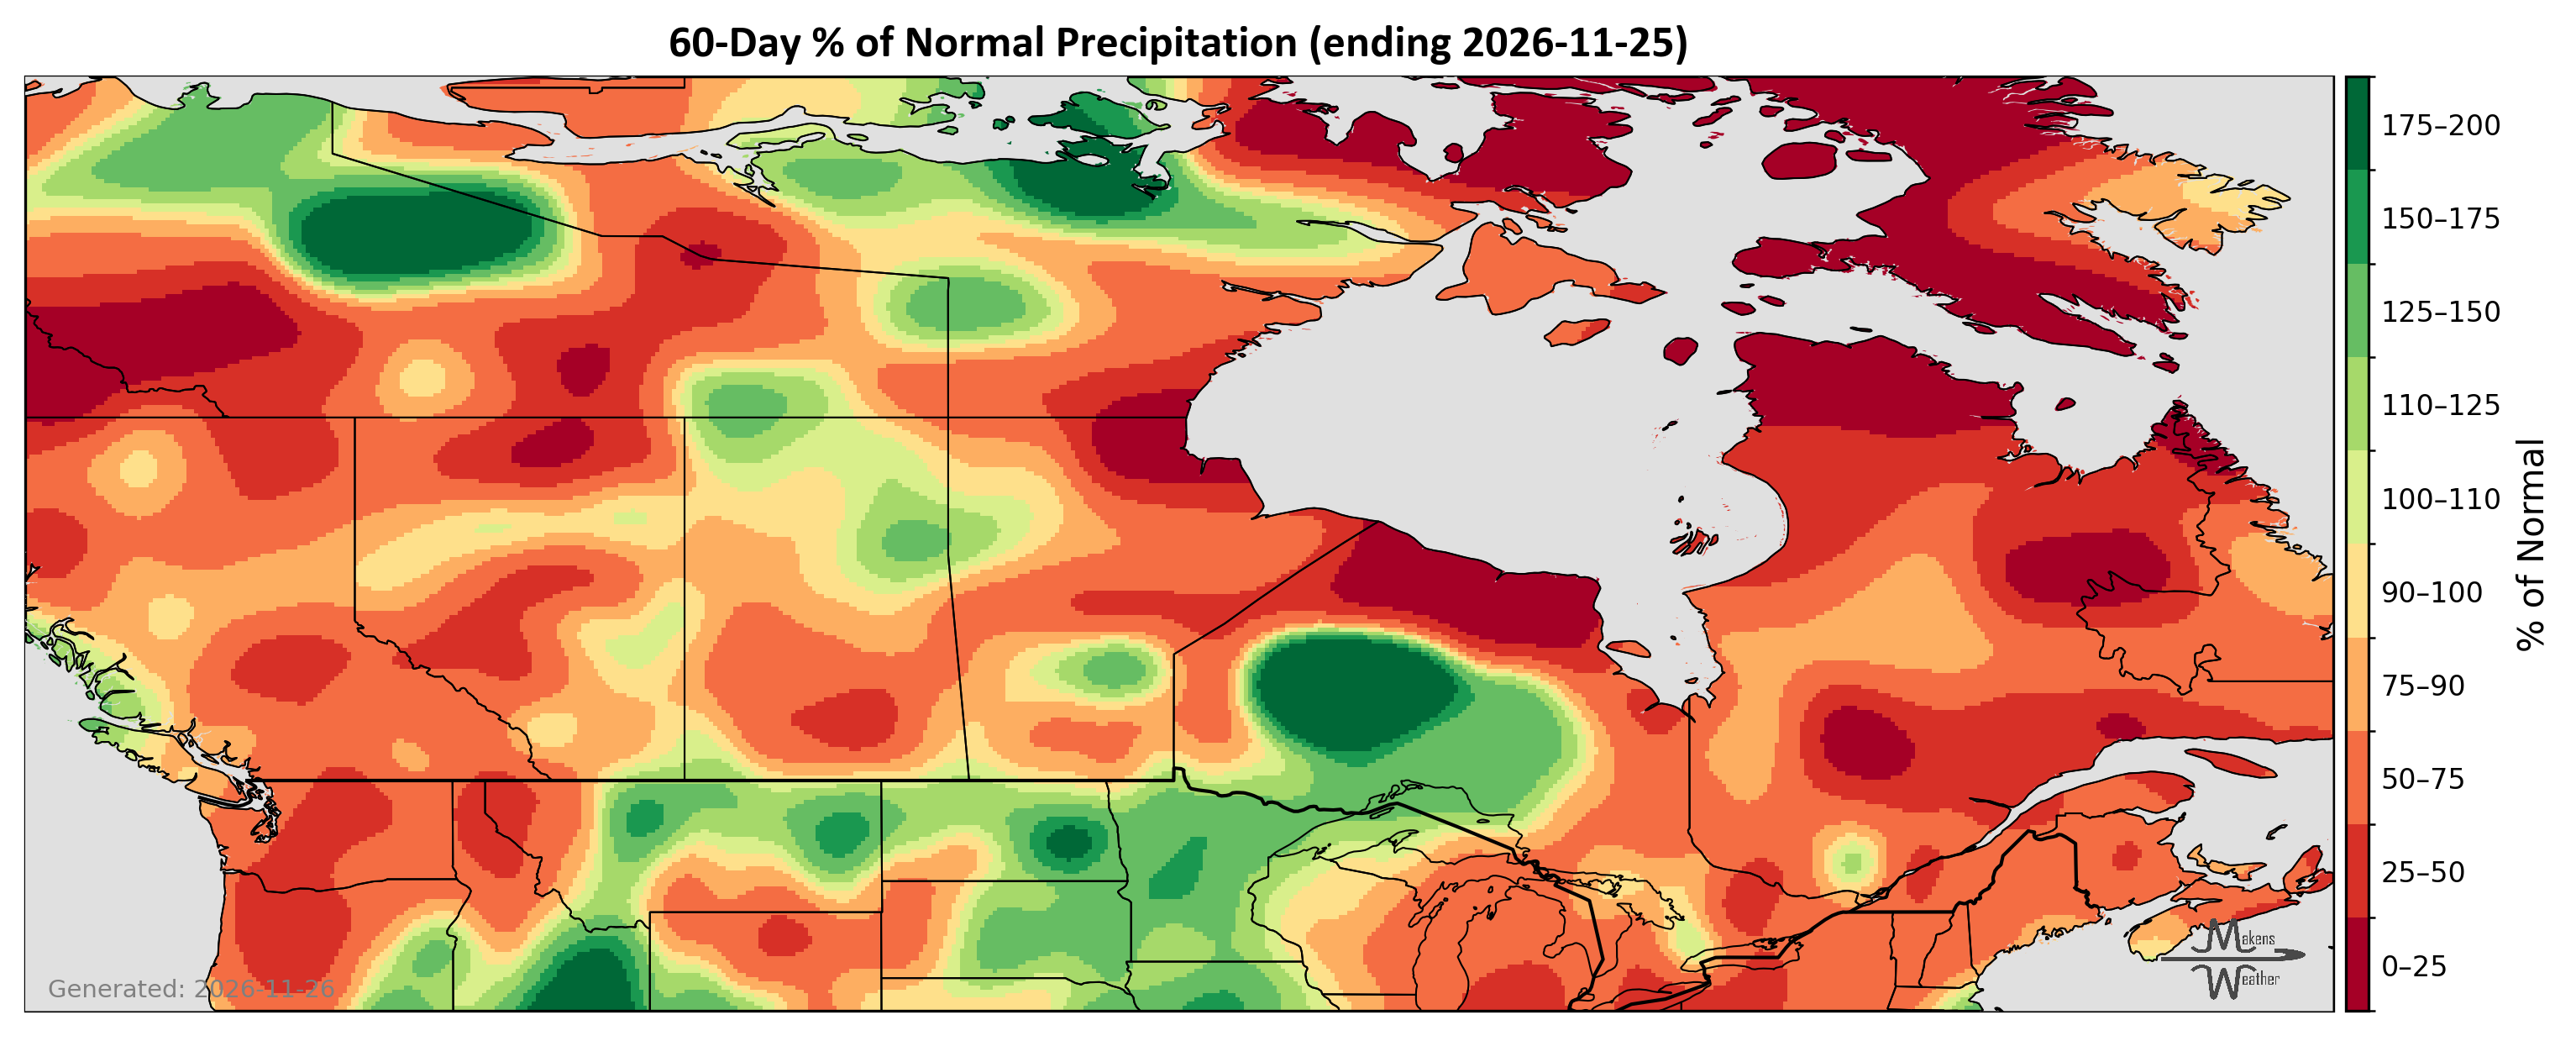 60-Day % of Normal Precipitation (ending 2026-11-25)
175–200
150–175
125–150
110–125
100–110
90–100
75–90
50–75
25–50
0–25
% of Normal
Generated: 2026-11-26
Makens
Weather